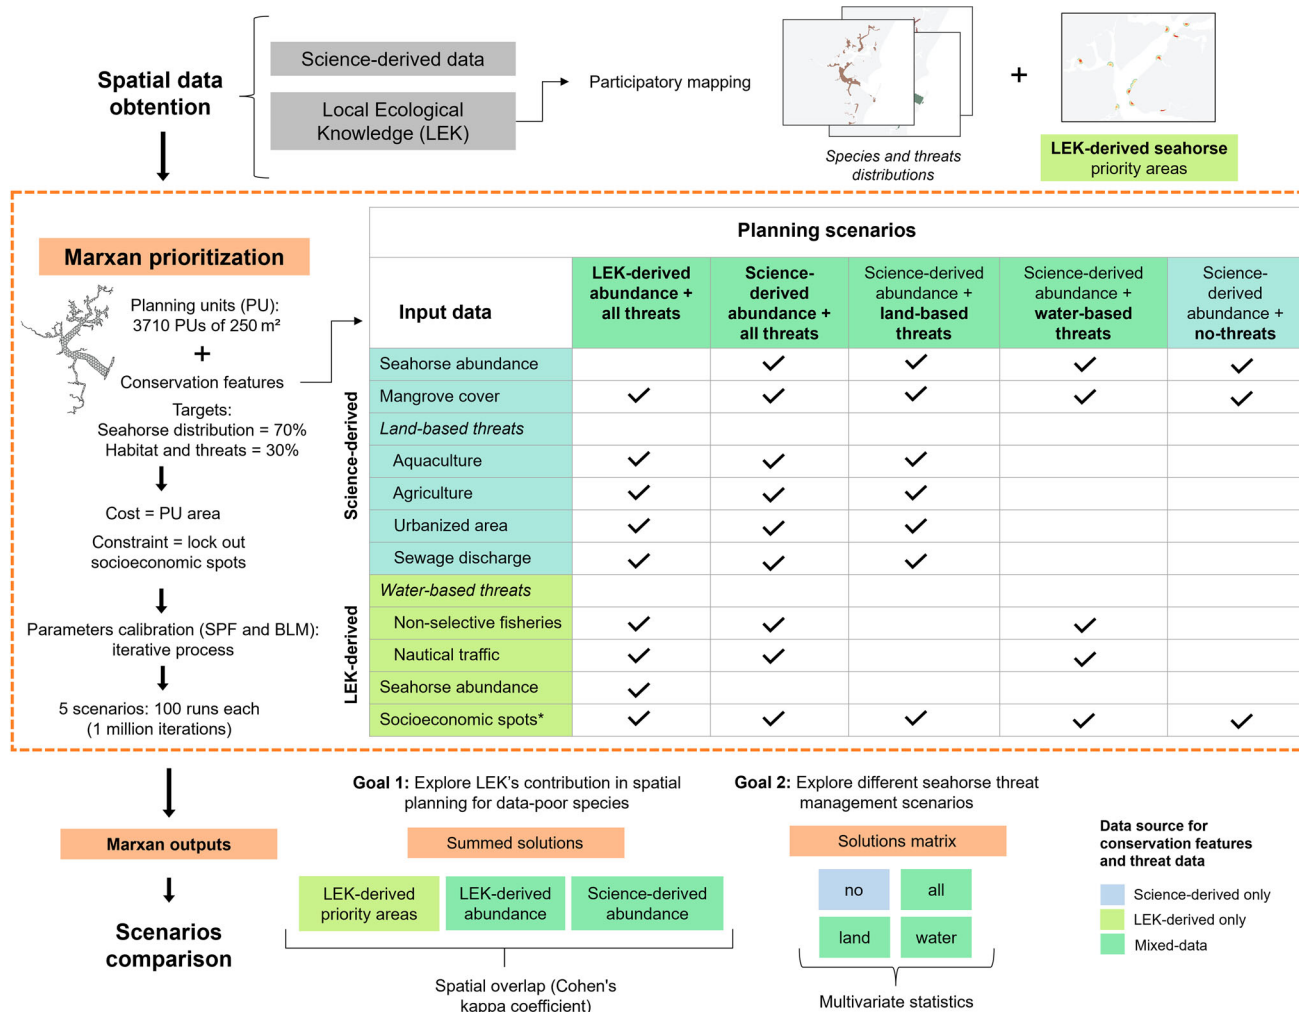 Spatial data
obtention
Science-derived data
Local Ecological
Knowledge (LEK)
Participatory mapping
Species and threats
distributions
+
LEK-derived seahorse
priority areas
Marxan prioritization
Planning units (PU):
3710 PUs of 250 m²
+
Conservation features
Targets:
Seahorse distribution = 70%
Habitat and threats = 30%
Cost = PU area
Constraint = lock out
socioeconomic spots
Parameters calibration (SPF and BLM):
iterative process
5 scenarios: 100 runs each
(1 million iterations)
Planning scenarios
Input data
LEK-derived
abundance +
all threats
Science-
derived
abundance +
all threats
Science-derived
abundance +
land-based
threats
Science-derived
abundance +
water-based
threats
Science-
derived
abundance +
no-threats
Science-derived
Seahorse abundance
Mangrove cover
Land-based threats
Aquaculture
Agriculture
Urbanized area
Sewage discharge
LEK-derived
Water-based threats
Non-selective fisheries
Nautical traffic
Seahorse abundance
Socioeconomic spots*
Marxan outputs
Scenarios
comparison
Goal 1: Explore LEK's contribution in spatial
planning for data-poor species
Summed solutions
LEK-derived
priority areas
LEK-derived
abundance
Science-derived
abundance
Spatial overlap (Cohen's
kappa coefficient)
Goal 2: Explore different seahorse threat
management scenarios
Solutions matrix
no
all
land
water
Multivariate statistics
Data source for
conservation features
and threat data
Science-derived only
LEK-derived only
Mixed-data